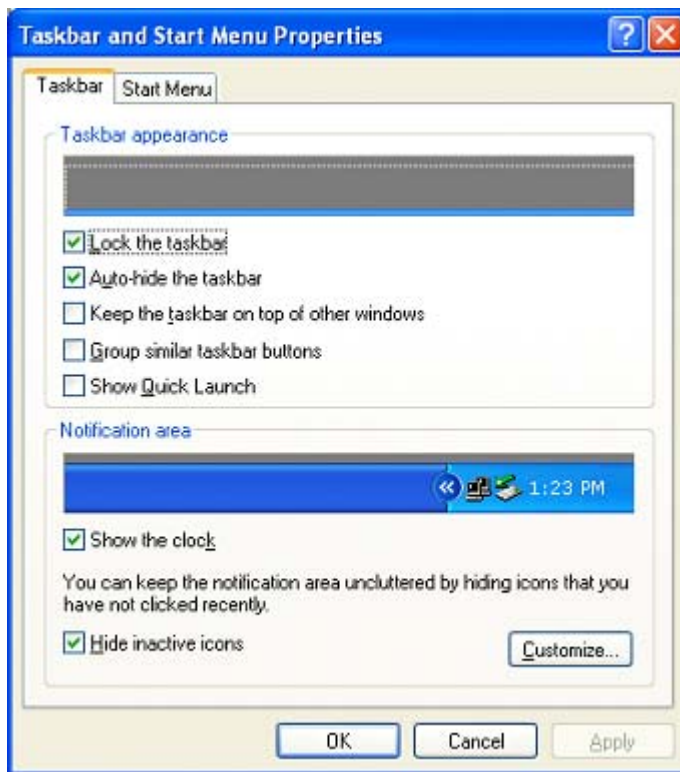 Taskbar and Start Menu Properties
Taskbar
Start Menu
Taskbar appearance
Lock the taskbar
Auto-hide the taskbar
Keep the taskbar on top of other windows
Group similar taskbar buttons
Show Quick Launch
Notification area
1:23 PM
Show the clock
You can keep the notification area uncluttered by hiding icons that you
have not clicked recently.
Hide inactive icons
Customize...
OK
Cancel
Apply